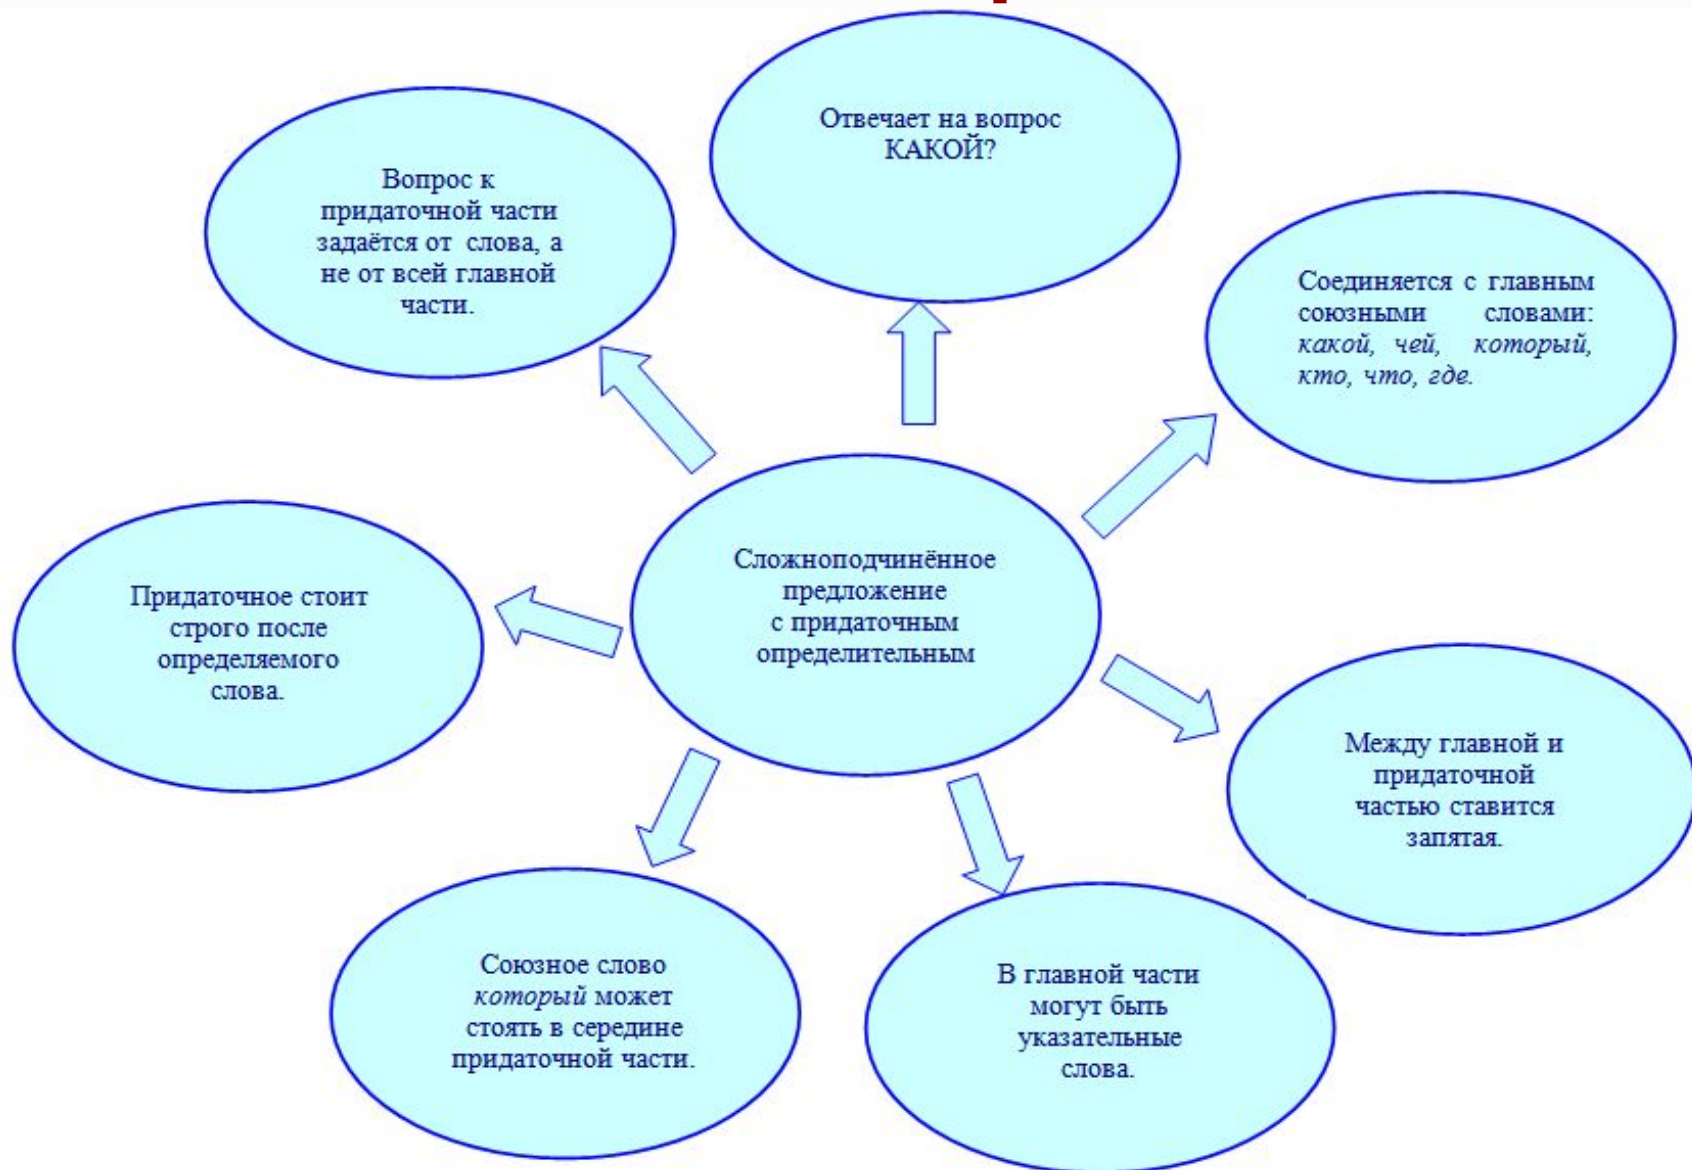 Отвечает на вопрос
КАКОЙ?
Вопрос к
придаточной части
задаётся от слова, а
не от всей главной
части.
Соединяется с главным
союзными словами:
какой, чей, который,
кто, что, где.
Сложноподчинённое
предложение
с придаточным
определительным
Придаточное стоит
строго после
определяемого
слова.
Между главной и
придаточной
частью ставится
запятая.
Союзное слово
который может
стоять в середине
придаточной части.
В главной части
могут быть
указательные
слова.